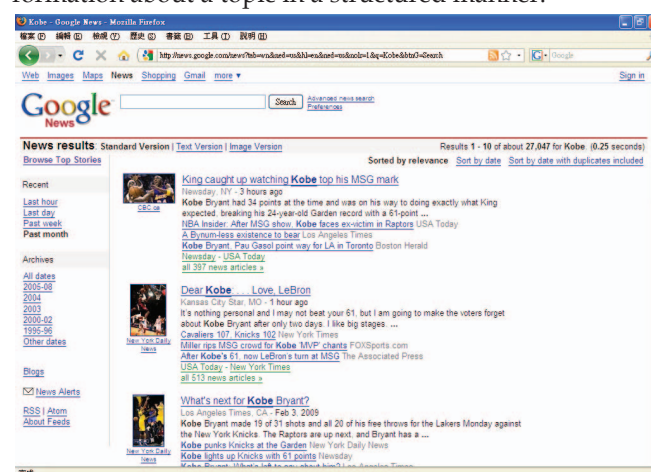 formation about a topic in a structured manner.
Kobe - Google News - Mozilla Firefox
檔案(F) 編輯(E) 檢視(V) 歷史(S) 書籤(B) 工具(T) 說明(H)
http://news.google.com/news?tab=wn&ned=us&hl=en&ned=us&nolr=1&q=Kobe&btnG=Search
Google
Web Images Maps News Shopping Gmail more ▼
Sign in
Google
News
Search
Advanced news search
Preferences
News results: Standard Version | Text Version | Image Version
Results 1 - 10 of about 27,047 for Kobe. (0.25 seconds)
Browse Top Stories
Sorted by relevance Sort by date Sort by date with duplicates included
Recent
Last hour
Last day
Past week
Past month
Archives
All dates
2005-08
2004
2003
2000-02
1995-96
Other dates
Blogs
News Alerts
RSS | Atom
About Feeds
CBC.ca
King caught up watching Kobe top his MSG mark
Newsday, NY - 3 hours ago
Kobe Bryant had 34 points at the time and was on his way to doing exactly what King
expected, breaking his 24-year-old Garden record with a 61-point ...
NBA Insider: After MSG show, Kobe faces ex-victim in Raptors USA Today
A Bynum-less existence to bear Los Angeles Times
Kobe Bryant, Pau Gasol point way for LA in Toronto Boston Herald
Newsday - USA Today
all 397 news articles »
New York Daily
News
Dear Kobe: . . . Love, LeBron
Kansas City Star, MO - 1 hour ago
It's nothing personal and I may not beat your 61, but I am going to make the voters forget
about Kobe Bryant after only two days. I like big stages. ...
Cavaliers 107, Knicks 102 New York Times
Miller rips MSG crowd for Kobe 'MVP' chants FOXSports.com
After Kobe's 61, now LeBron's turn at MSG The Associated Press
USA Today - New York Times
all 513 news articles »
New York Daily
News
What's next for Kobe Bryant?
Los Angeles Times, CA - Feb 3, 2009
Kobe Bryant made 19 of 31 shots and all 20 of his free throws for the Lakers Monday against
the New York Knicks. The Raptors are up next, and Bryant has a ...
Kobe punks Knicks at the Garden New York Daily News
Kobe lights up Knicks with 61 points Newsday
Kobe Bryant: What's left to say about him? Los Angeles Times